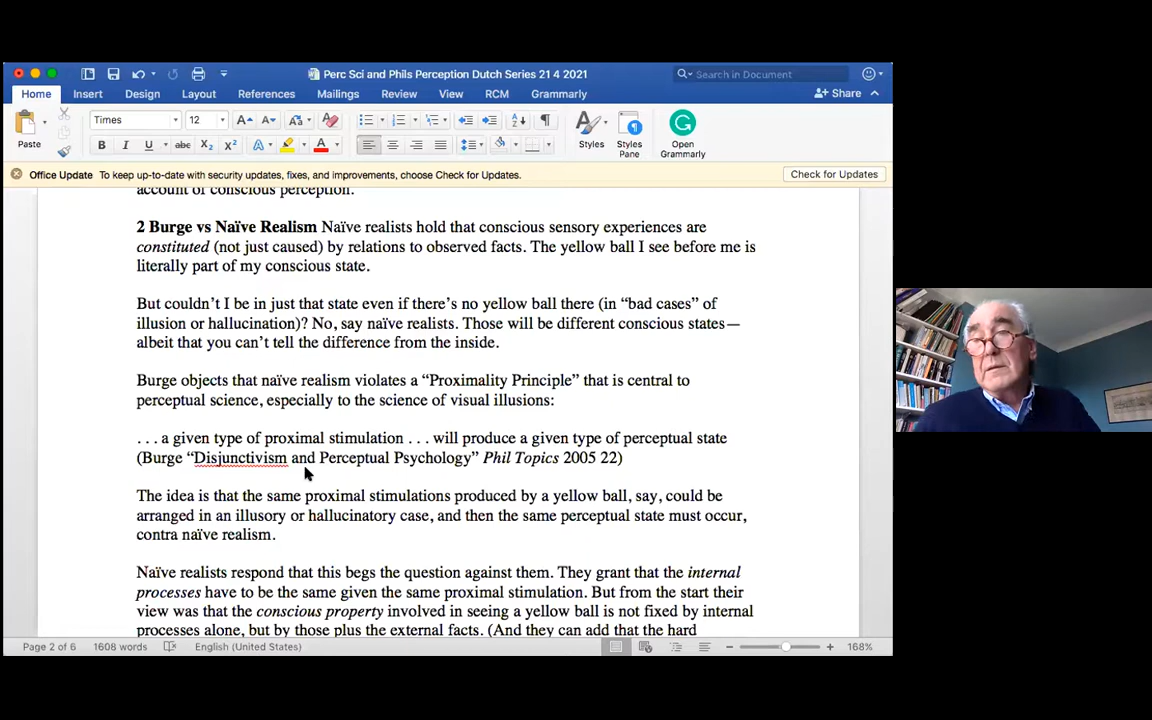 Perc Sci and Phils Perception Dutch Series 21 4 2021
Search in Document
Home Insert Design Layout References Mailings Review View RCM Grammarly
Share
Paste
Times 12
Styles
Styles Pane
Open Grammarly
Office Update To keep up-to-date with security updates, fixes, and improvements, choose Check for Updates.
Check for Updates
account of conscious perception.
2 Burge vs Naïve Realism Naïve realists hold that conscious sensory experiences are
constituted (not just caused) by relations to observed facts. The yellow ball I see before me is
literally part of my conscious state.
But couldn't I be in just that state even if there's no yellow ball there (in “bad cases” of
illusion or hallucination)? No, say naïve realists. Those will be different conscious states—
albeit that you can't tell the difference from the inside.
Burge objects that naïve realism violates a “Proximality Principle” that is central to
perceptual science, especially to the science of visual illusions:
. . . a given type of proximal stimulation . . . will produce a given type of perceptual state
(Burge “Disjunctivism and Perceptual Psychology” Phil Topics 2005 22)
The idea is that the same proximal stimulations produced by a yellow ball, say, could be
arranged in an illusory or hallucinatory case, and then the same perceptual state must occur,
contra naïve realism.
Naïve realists respond that this begs the question against them. They grant that the internal
processes have to be the same given the same proximal stimulation. But from the start their
view was that the conscious property involved in seeing a yellow ball is not fixed by internal
processes alone, but by those plus the external facts. (And they can add that the hard
Page 2 of 6 1608 words English (United States) 168%